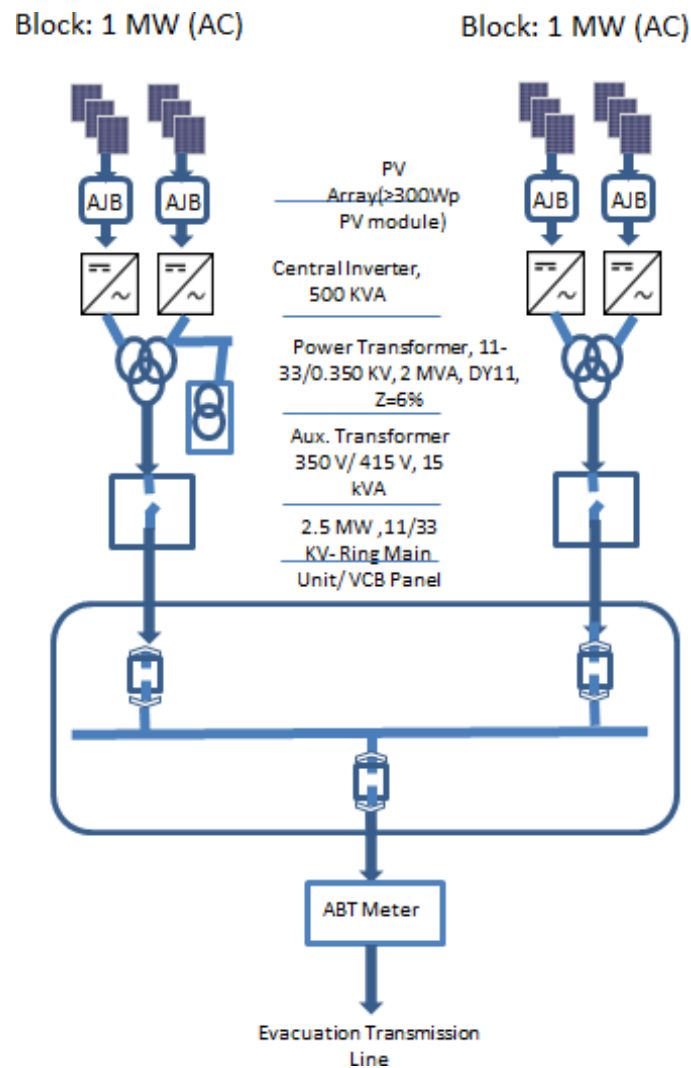 Block: 1 MW (AC)
Block: 1 MW (AC)
AJB
AJB
AJB
AJB
PV
Array(>300Wp
PV module)
Central Inverter,
500 KVA
Power Transformer, 11-
33/0.350 KV, 2 MVA, DY11,
Z=6%
Aux. Transformer
350 V/ 415 V, 15
kVA
2.5 MW ,11/33
KV- Ring Main
Unit/ VCB Panel
ABT Meter
Evacuation Transmission
Line